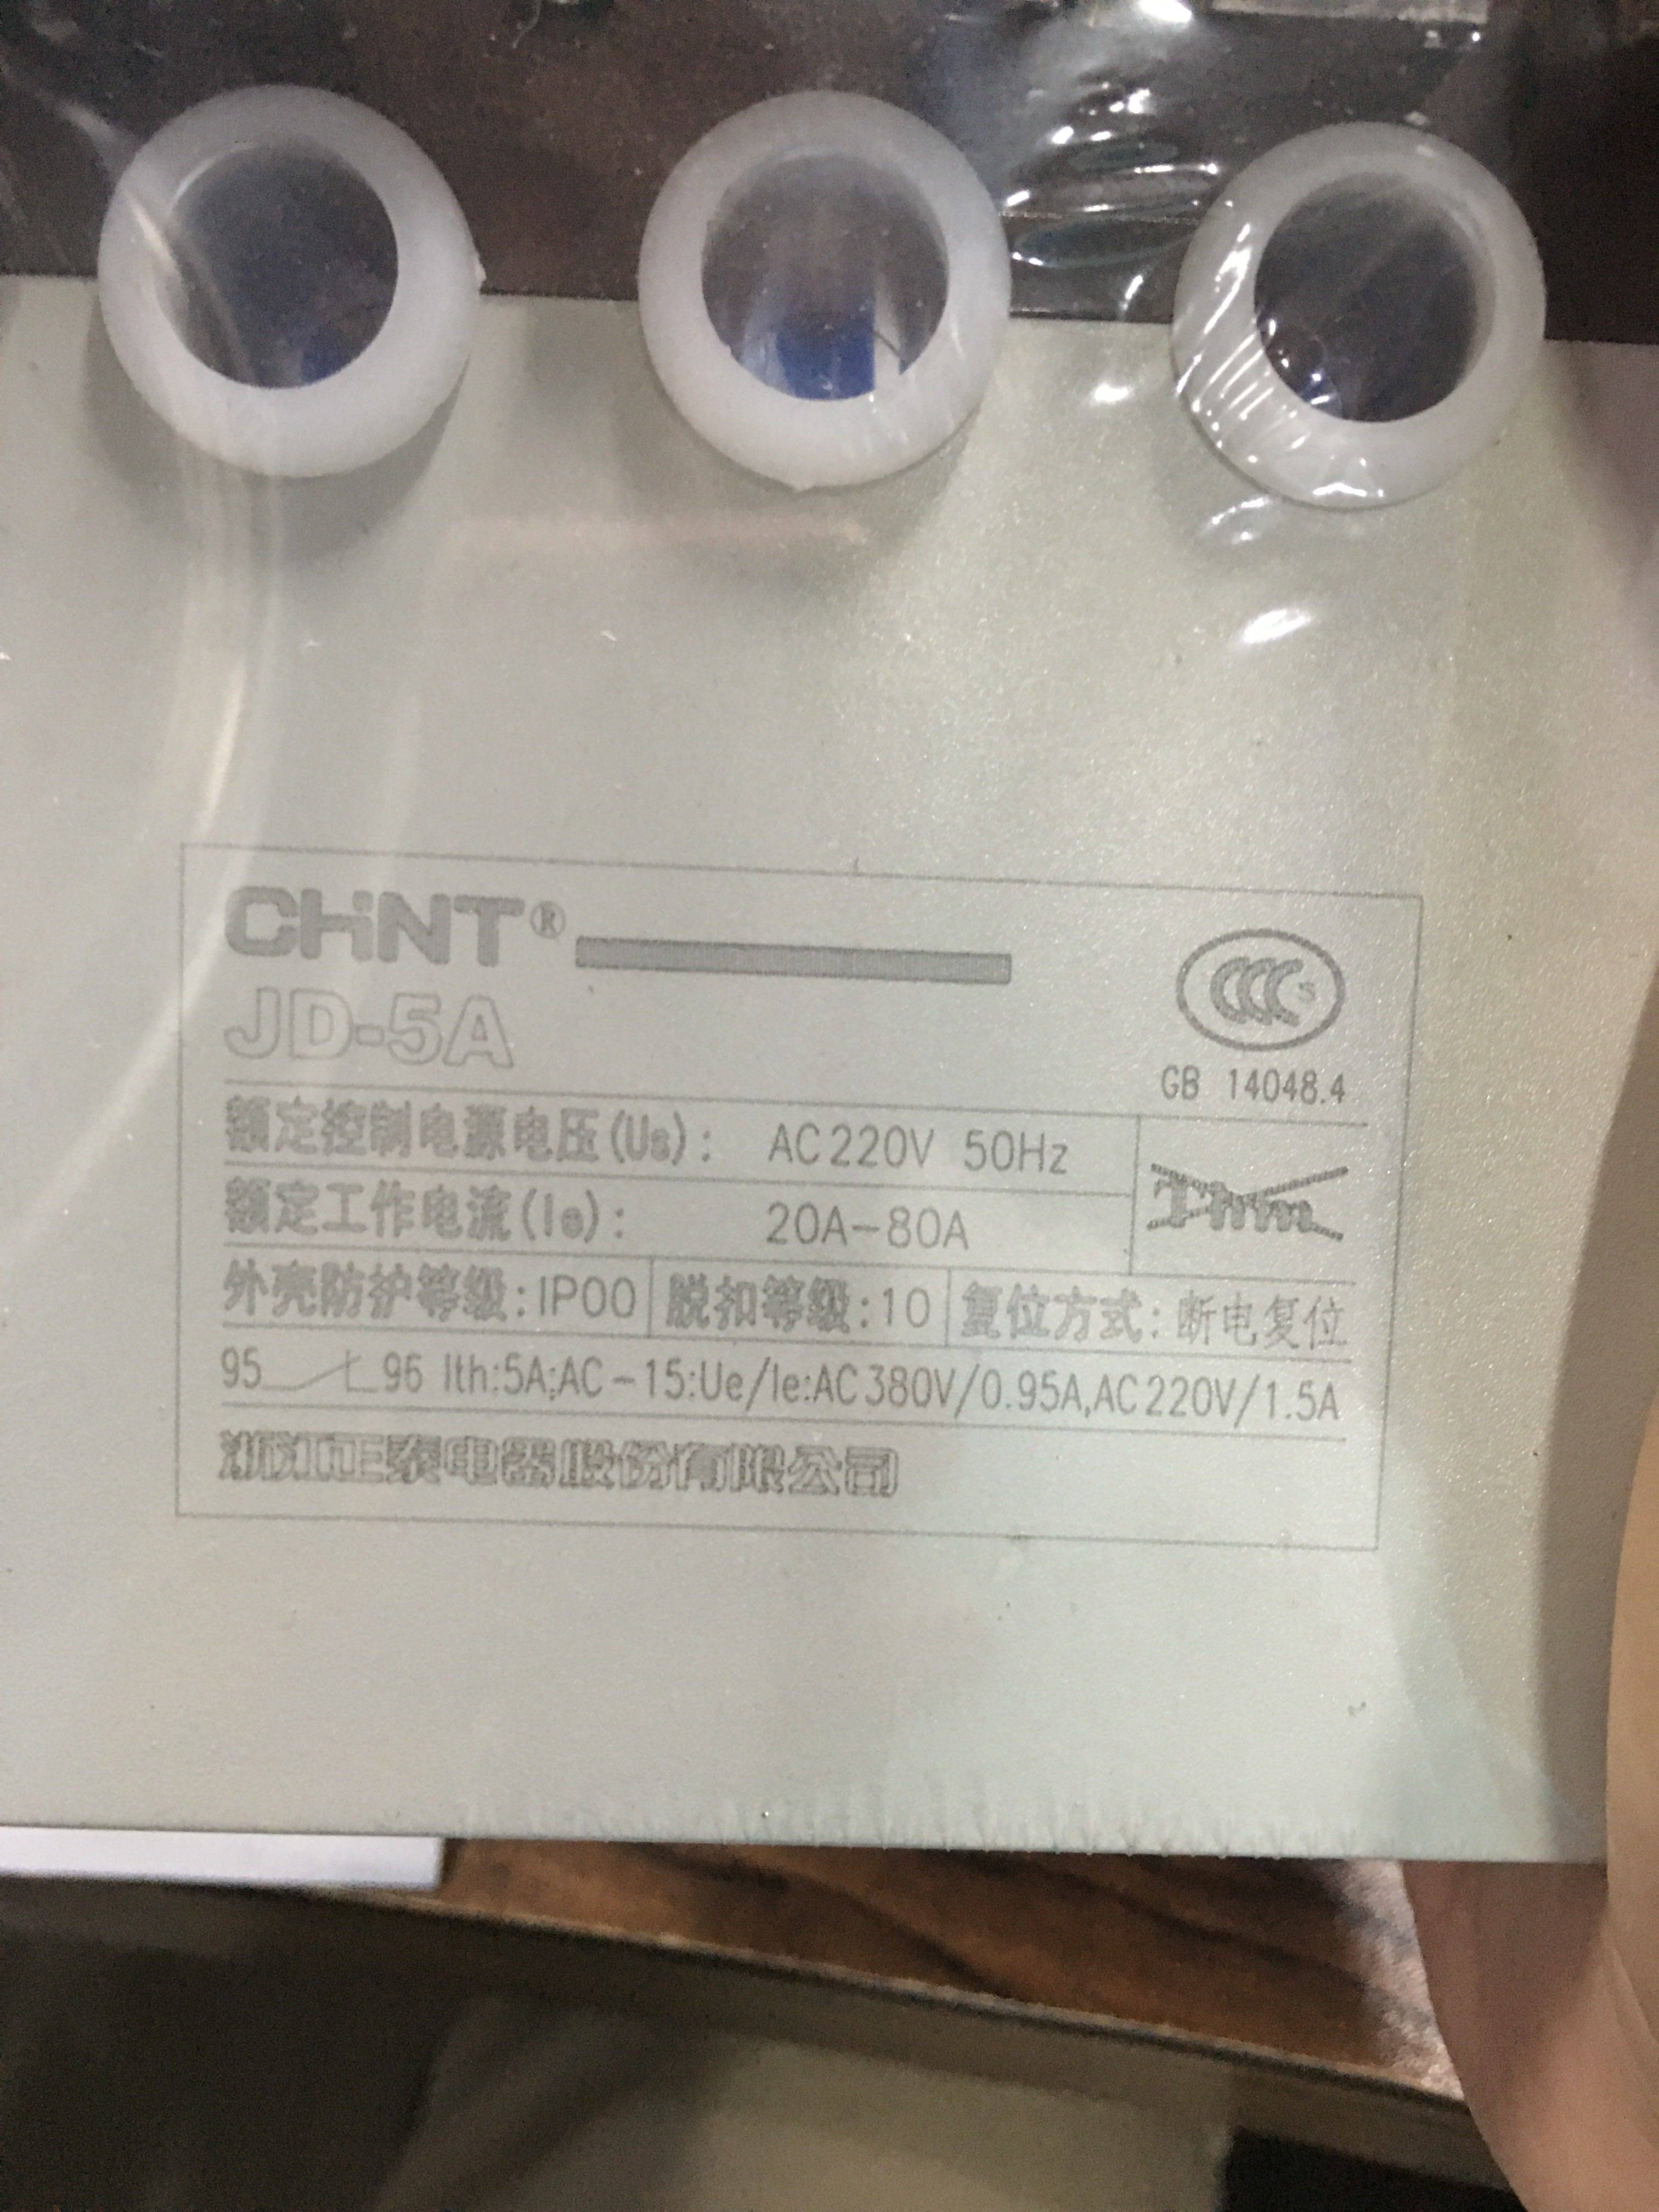 CHNT®
JD-5A
CCC S
GB 14048.4
额定控制电源电压(Us): AC220V 50Hz
额定工作电流(Ie): 20A-80A
Thm
外壳防护等级:IP00 脱扣等级:10 复位方式:断电复位
95 96 Ith:5A;AC-15:Ue/Ie:AC380V/0.95A,AC220V/1.5A
浙江正泰电器股份有限公司